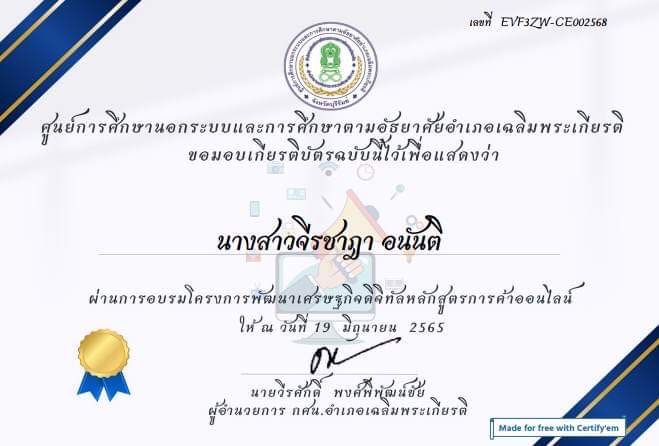 เลขที่ EVF3ZW-CE002568
ศูนย์การศึกษานอกระบบและการศึกษาตามอัธยาศัยอำเภอเฉลิมพระเกียรติ
ขอมอบเกียรติบัตรฉบับนี้ไว้เพื่อแสดงว่า
นางสาวจีรชาฎา อนันตี
ผ่านการอบรมโครงการพัฒนาเศรษฐกิจดิจิทัลหลักสูตรการค้าออนไลน์
ให้ ณ วันที่ 19 มิถุนายน 2565
นายวีรศักดิ์ พงศ์พิพัฒน์ชัย
ผู้อำนวยการ กศน.อำเภอเฉลิมพระเกียรติ
Made for free with Certify'em